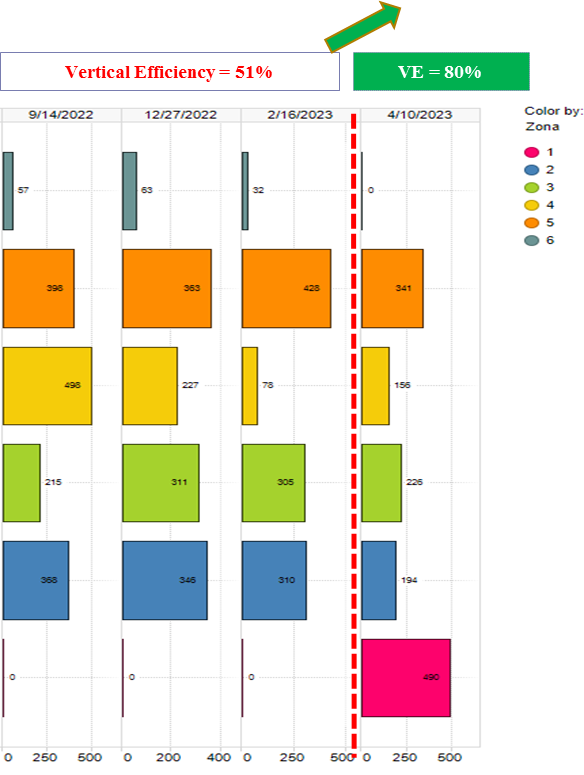 Vertical Efficiency = 51%
VE = 80%
9/14/2022 12/27/2022 2/16/2023 4/10/2023
Color by:
Zona
1
2
3
4
5
6
57 63 32 0
398 363 428 341
498 227 78 156
215 311 305 226
368 346 310 194
0 0 0 490
0 250 500 0 200 400 0 250 500 0 250 500